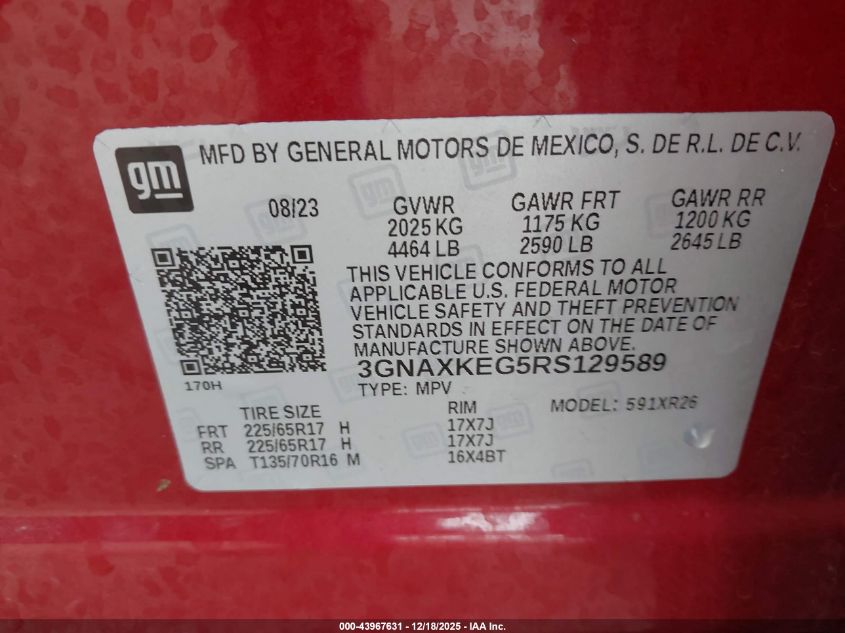 gm
MFD BY GENERAL MOTORS DE MEXICO, S. DE R.L. DE C.V.
08/23 GVWR GAWR FRT GAWR RR
2025 KG 1175 KG 1200 KG
4464 LB 2590 LB 2645 LB
THIS VEHICLE CONFORMS TO ALL
APPLICABLE U.S. FEDERAL MOTOR
VEHICLE SAFETY AND THEFT PREVENTION
STANDARDS IN EFFECT ON THE DATE OF
MANUFACTURE SHOWN ABOVE.
3GNAXKEG5RS129589
170H
TYPE: MPV
MODEL: 591XR26
TIRE SIZE RIM
FRT 225/65R17 H 17X7J
RR 225/65R17 H 17X7J
SPA T135/70R16 M 16X4BT
000-43967631 - 12/18/2025 - IAA Inc.